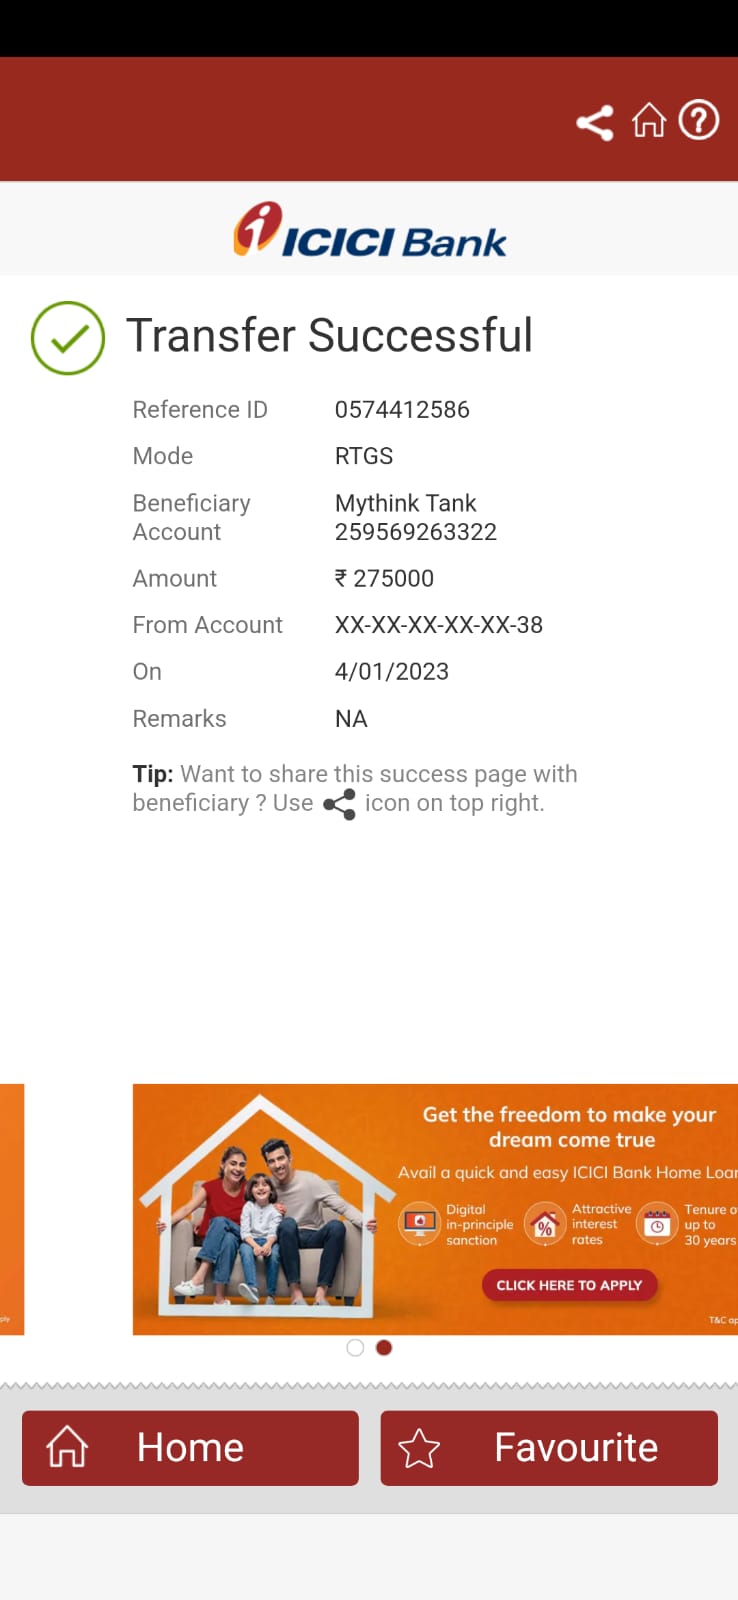 ICICI Bank
Transfer Successful
Reference ID 0574412586
Mode RTGS
Beneficiary Mythink Tank
Account 259569263322
Amount ₹ 275000
From Account XX-XX-XX-XX-XX-38
On 4/01/2023
Remarks NA
Tip: Want to share this success page with
beneficiary ? Use icon on top right.
Get the freedom to make your
dream come true
Avail a quick and easy ICICI Bank Home Loan
Digital
in-principle
sanction
Attractive
interest
rates
Tenure o
up to
30 years
CLICK HERE TO APPLY
ply
T&C ap
Home
Favourite